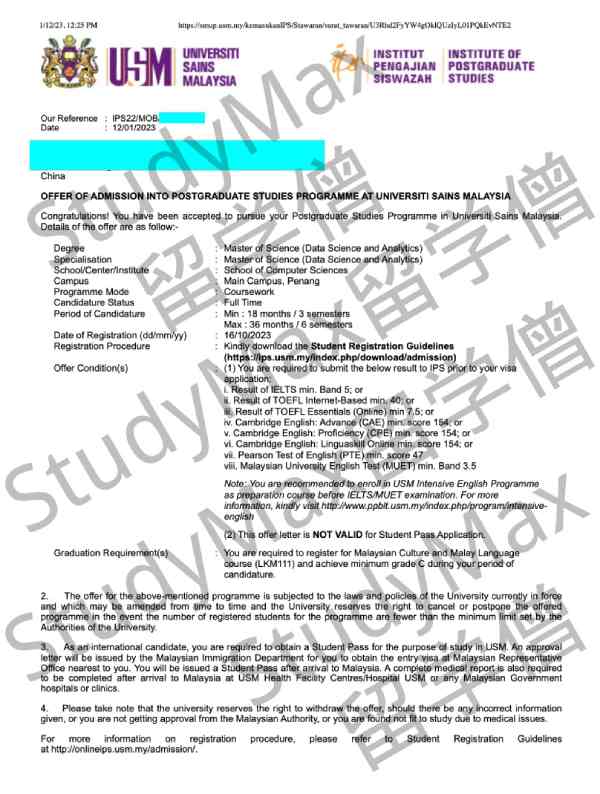 1/12/23, 12:25 PM
UNIVERSITI
SAINS
MALAYSIA
USM
INSTITUT
PENGAJIAN
SISWAZAH
INSTITUTE OF
POSTGRADUATE
STUDIES
Our Reference : IPS22/MOB/
Date : 12/01/2023
China
OFFER OF ADMISSION INTO POSTGRADUATE STUDIES PROGRAMME AT UNIVERSITI SAINS MALAYSIA
Congratulations! You have been accepted to pursue your Postgraduate Studies Programme in Universiti Sains Malaysia.
Details of the offer are as follow:-
Degree : Master of Science (Data Science and Analytics)
Specialisation : Master of Science (Data Science and Analytics)
School/Center/Institute : School of Computer Sciences
Campus : Main Campus, Penang
Programme Mode : Coursework
Candidature Status : Full Time
Period of Candidature : Min : 18 months / 3 semesters
Max : 36 months / 6 semesters
Date of Registration (dd/mm/yy) : 16/10/2023
Registration Procedure : Kindly download the Student Registration Guidelines
(https://ips.usm.my/index.php/download/admission)
Offer Condition(s) : (1) You are required to submit the below result to IPS prior to your visa
application;
i. Result of IELTS min. Band 5; or
ii. Result of TOEFL Internet-Based min. 40; or
iii. Result of TOEFL Essentials (Online) min 7.5; or
iv. Cambridge English: Advance (CAE) min. score 154; or
v. Cambridge English: Proficiency (CPE) min. score 154; or
vi. Cambridge English: Linguaskill Online min. score 154; or
vii. Pearson Test of English (PTE) min. score 47
viii, Malaysian University English Test (MUET) min. Band 3.5
Note: You are recommended to enroll in USM Intensive English Programme
as preparation course before IELTS/MUET examination. For more
information, kindly visit http://www.ppblt.usm.my/index.php/program/intensive-
english
(2) This offer letter is NOT VALID for Student Pass Application.
Graduation Requirement(s) : You are required to register for Malaysian Culture and Malay Language
course (LKM111) and achieve minimum grade C during your period of
candidature.
2. The offer for the above-mentioned programme is subjected to the laws and policies of the University currently in force
and which may be amended from time to time and the University reserves the right to cancel or postpone the offered
programme in the event the number of registered students for the programme are fewer than the minimum limit set by the
Authorities of the University.
3. As an international candidate, you are required to obtain a Student Pass for the purpose of study in USM. An approval
letter will be issued by the Malaysian Immigration Department for you to obtain the entry visa at Malaysian Representative
Office nearest to you. You will be issued a Student Pass after arrival to Malaysia. A complete medical report is also required
to be completed after arrival to Malaysia at USM Health Facility Centres/Hospital USM or any Malaysian Government
hospitals or clinics.
4. Please take note that the university reserves the right to withdraw the offer, should there be any incorrect information
given, or you are not getting approval from the Malaysian Authority, or you are found not fit to study due to medical issues.
For more information on registration procedure, please refer to Student Registration Guidelines
at http://onlineips.usm.my/admission/.
StudyMax
留学僧
StudyMax
留学僧
StudyMax
留学僧